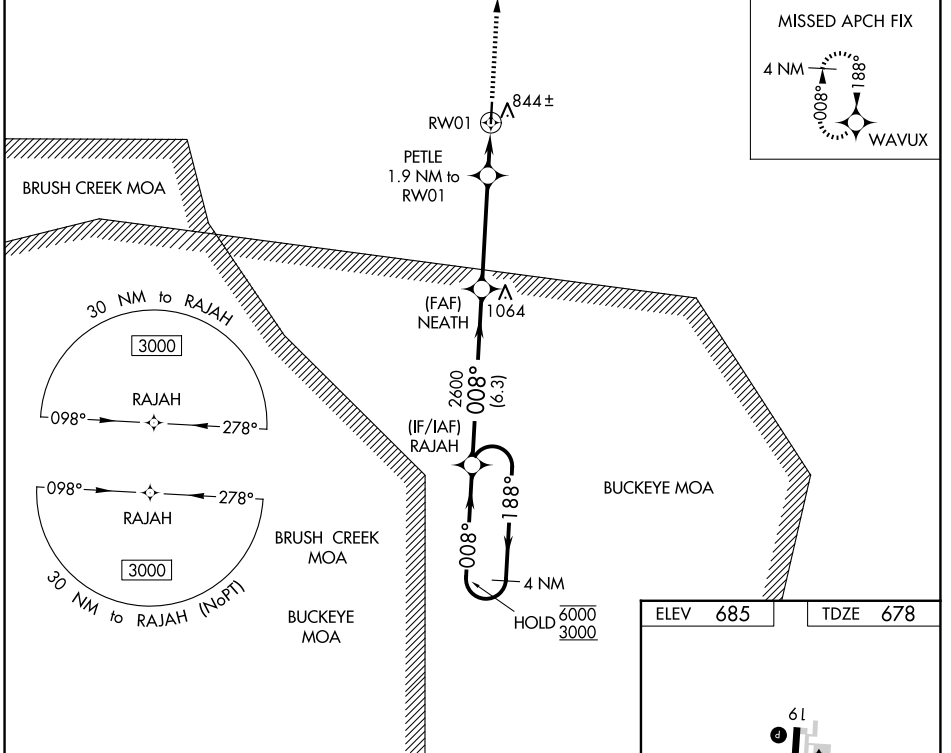 MISSED APCH FIX
4 NM
008°
188°
WAVUX
844±
RW01
PETLE
1.9 NM to
RW01
BRUSH CREEK MOA
(FAF)
NEATH
1064
30 NM to RAJAH
3000
RAJAH
098°
278°
2600
008°
(6.3)
(IF/IAF)
RAJAH
098°
278°
RAJAH
3000
30 NM to RAJAH (NoPT)
BRUSH CREEK
MOA
BUCKEYE
MOA
188°
008°
4 NM
HOLD 6000
3000
BUCKEYE MOA
ELEV 685
TDZE 678
19
P